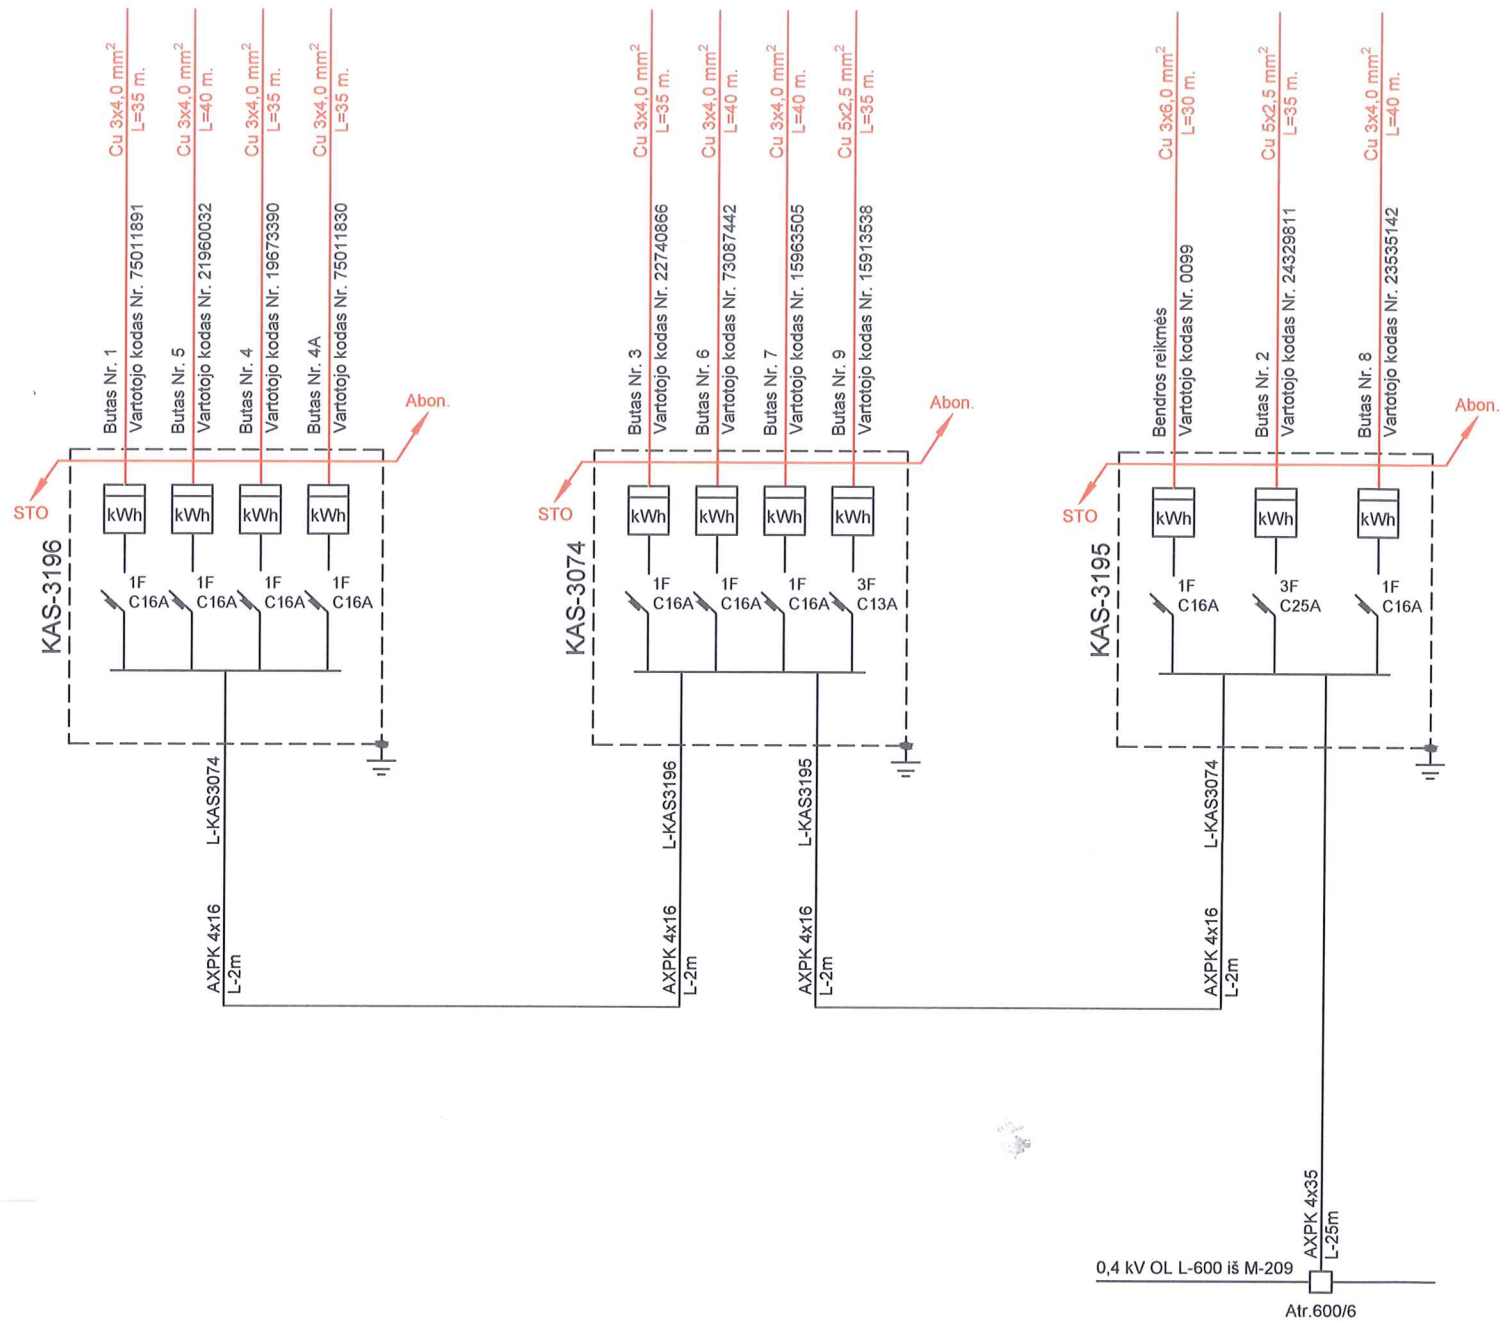 Cu 3x4,0 mm²
L=35 m.
Cu 3x4,0 mm²
L=40 m.
Cu 3x4,0 mm²
L=35 m.
Cu 3x4,0 mm²
L=35 m.
Butas Nr. 1
Vartotojo kodas Nr. 75011891
Butas Nr. 5
Vartotojo kodas Nr. 21960032
Butas Nr. 4
Vartotojo kodas Nr. 19673390
Butas Nr. 4A
Vartotojo kodas Nr. 75011830
Abon.
STO
KAS-3196
kWh
kWh
kWh
kWh
1F
C16A
1F
C16A
1F
C16A
1F
C16A
L-KAS3074
AXPK 4x16
L-2m
Cu 3x4,0 mm²
L=35 m.
Cu 3x4,0 mm²
L=40 m.
Cu 3x4,0 mm²
L=40 m.
Cu 5x2,5 mm²
L=35 m.
Butas Nr. 3
Vartotojo kodas Nr. 22740866
Butas Nr. 6
Vartotojo kodas Nr. 73087442
Butas Nr. 7
Vartotojo kodas Nr. 15963505
Butas Nr. 9
Vartotojo kodas Nr. 15913538
Abon.
STO
KAS-3074
kWh
kWh
kWh
kWh
1F
C16A
1F
C16A
1F
C16A
3F
C13A
L-KAS3196
AXPK 4x16
L-2m
L-KAS3195
AXPK 4x16
L-2m
Cu 3x6,0 mm²
L=30 m.
Cu 5x2,5 mm²
L=35 m.
Cu 3x4,0 mm²
L=40 m.
Bendros reikmės
Vartotojo kodas Nr. 0099
Butas Nr. 2
Vartotojo kodas Nr. 24329811
Butas Nr. 8
Vartotojo kodas Nr. 23535142
Abon.
STO
KAS-3195
kWh
kWh
kWh
1F
C16A
3F
C25A
1F
C16A
L-KAS3074
AXPK 4x16
L-2m
AXPK 4x35
L-25m
0,4 kV OL L-600 iš M-209
Atr.600/6